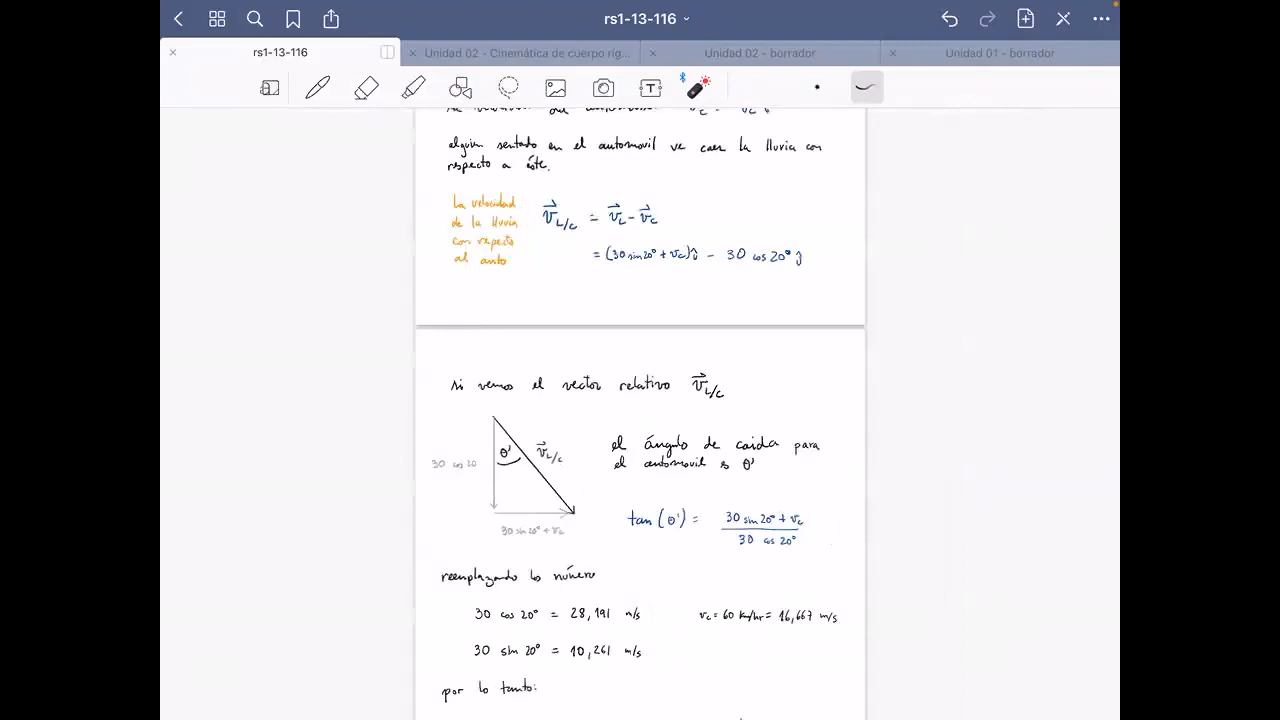 rs1-13-116
rs1-13-116
Unidad 02 - Cinemática de cuerpo ríg...
Unidad 02 - borrador
Unidad 01 - borrador
alguien sentado en el automovil ve caer la lluvia con
respecto a éste.
La velocidad
de la lluvia
con respecto
al auto
v⃗L/C = v⃗L - v⃗C
= (30 sin20° + vC)î - 30 cos 20° ĵ
si vemos el vector relativo v⃗L/C
θ'
v⃗L/C
30 cos 20
30 sin 20° + vC
el ángulo de caida para
el automovil es θ'
tan(θ') = 30 sin 20° + vC
30 cos 20°
reemplazando los números
30 cos 20° = 28,191 m/s
vC = 60 km/hr = 16,667 m/s
30 sin 20° = 10,261 m/s
por lo tanto: